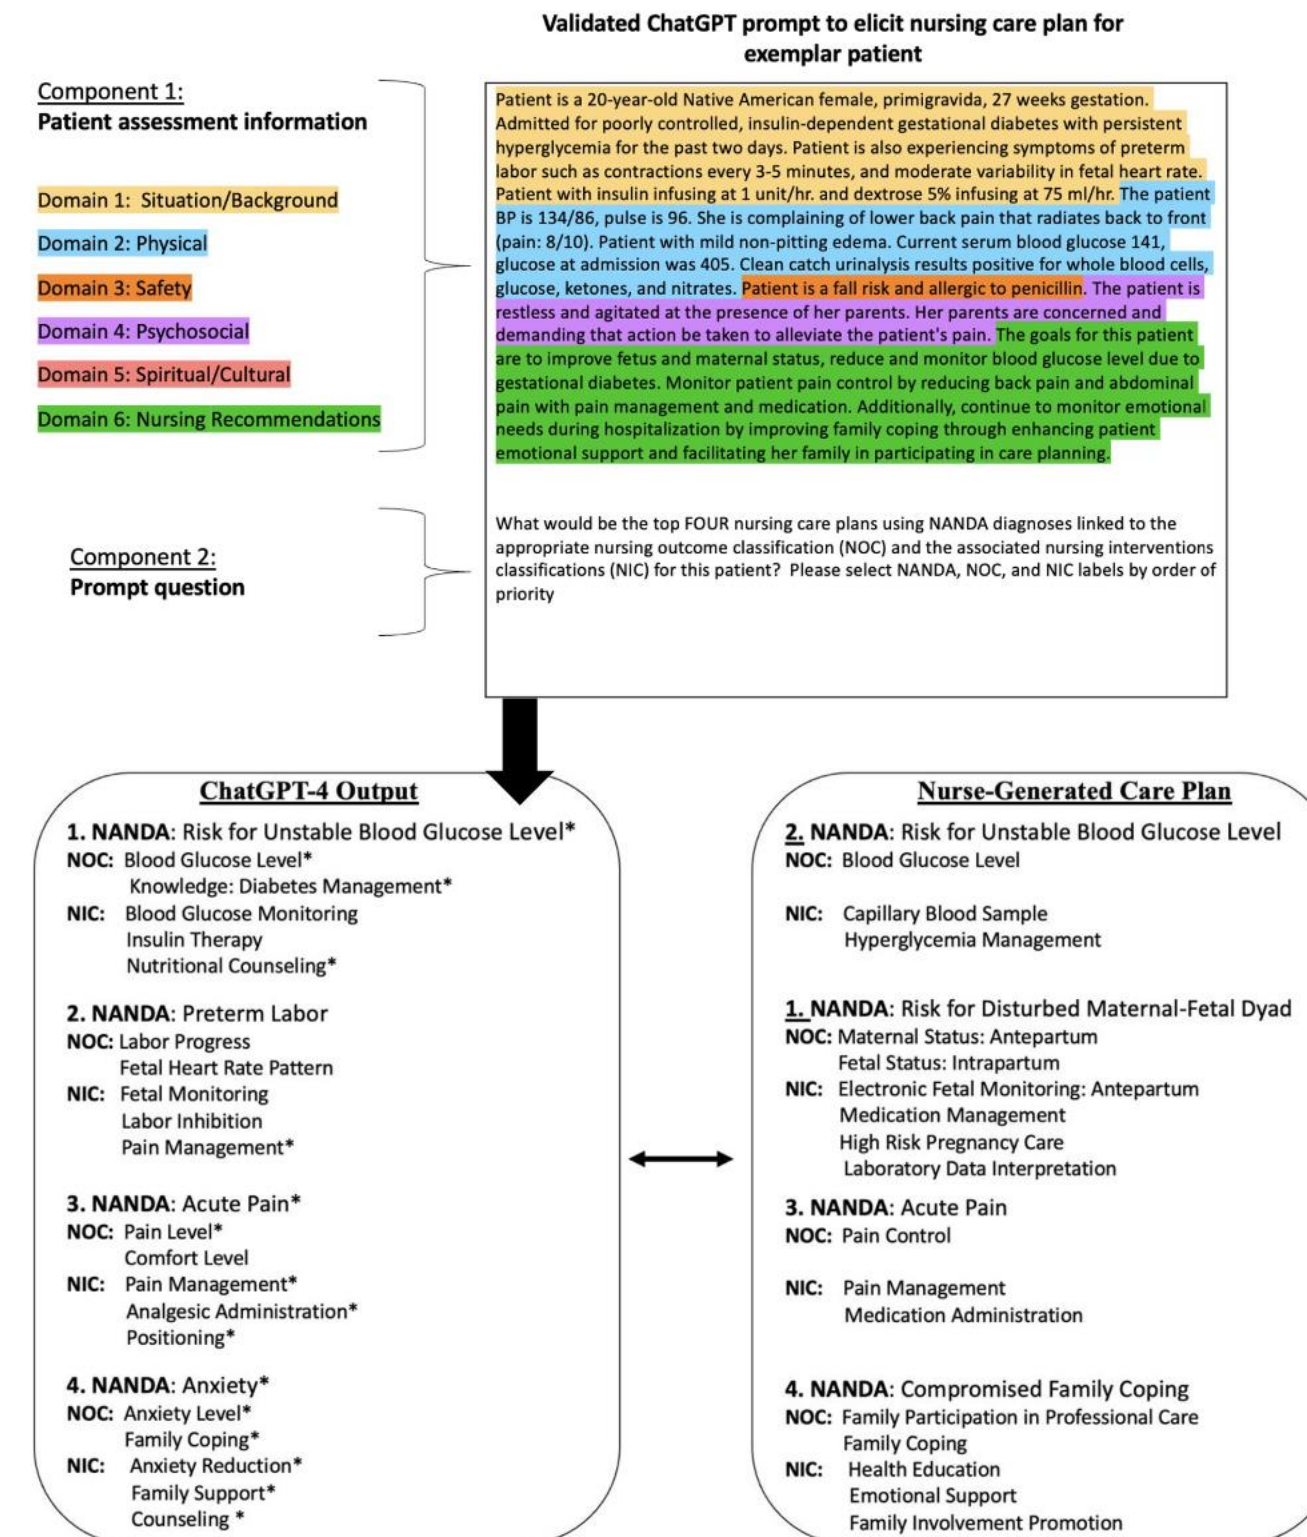 Validated ChatGPT prompt to elicit nursing care plan for
exemplar patient
Component 1:
Patient assessment information
Domain 1: Situation/Background
Domain 2: Physical
Domain 3: Safety
Domain 4: Psychosocial
Domain 5: Spiritual/Cultural
Domain 6: Nursing Recommendations
Patient is a 20-year-old Native American female, primigravida, 27 weeks gestation.
Admitted for poorly controlled, insulin-dependent gestational diabetes with persistent
hyperglycemia for the past two days. Patient is also experiencing symptoms of preterm
labor such as contractions every 3-5 minutes, and moderate variability in fetal heart rate.
Patient with insulin infusing at 1 unit/hr. and dextrose 5% infusing at 75 ml/hr. The patient
BP is 134/86, pulse is 96. She is complaining of lower back pain that radiates back to front
(pain: 8/10). Patient with mild non-pitting edema. Current serum blood glucose 141,
glucose at admission was 405. Clean catch urinalysis results positive for whole blood cells,
glucose, ketones, and nitrates. Patient is a fall risk and allergic to penicillin. The patient is
restless and agitated at the presence of her parents. Her parents are concerned and
demanding that action be taken to alleviate the patient's pain. The goals for this patient
are to improve fetus and maternal status, reduce and monitor blood glucose level due to
gestational diabetes. Monitor patient pain control by reducing back pain and abdominal
pain with pain management and medication. Additionally, continue to monitor emotional
needs during hospitalization by improving family coping through enhancing patient
emotional support and facilitating her family in participating in care planning.
Component 2:
Prompt question
What would be the top FOUR nursing care plans using NANDA diagnoses linked to the
appropriate nursing outcome classification (NOC) and the associated nursing interventions
classifications (NIC) for this patient? Please select NANDA, NOC, and NIC labels by order of
priority
ChatGPT-4 Output
1. NANDA: Risk for Unstable Blood Glucose Level*
NOC: Blood Glucose Level*
Knowledge: Diabetes Management*
NIC: Blood Glucose Monitoring
Insulin Therapy
Nutritional Counseling*
2. NANDA: Preterm Labor
NOC: Labor Progress
Fetal Heart Rate Pattern
NIC: Fetal Monitoring
Labor Inhibition
Pain Management*
3. NANDA: Acute Pain*
NOC: Pain Level*
Comfort Level
NIC: Pain Management*
Analgesic Administration*
Positioning*
4. NANDA: Anxiety*
NOC: Anxiety Level*
Family Coping*
NIC: Anxiety Reduction*
Family Support*
Counseling *
Nurse-Generated Care Plan
2. NANDA: Risk for Unstable Blood Glucose Level
NOC: Blood Glucose Level
NIC: Capillary Blood Sample
Hyperglycemia Management
1. NANDA: Risk for Disturbed Maternal-Fetal Dyad
NOC: Maternal Status: Antepartum
Fetal Status: Intrapartum
NIC: Electronic Fetal Monitoring: Antepartum
Medication Management
High Risk Pregnancy Care
Laboratory Data Interpretation
3. NANDA: Acute Pain
NOC: Pain Control
NIC: Pain Management
Medication Administration
4. NANDA: Compromised Family Coping
NOC: Family Participation in Professional Care
Family Coping
NIC: Health Education
Emotional Support
Family Involvement Promotion